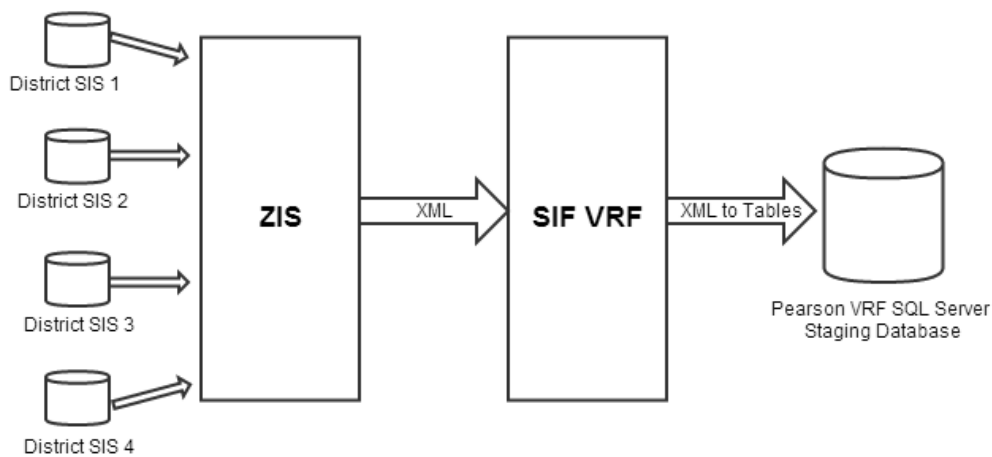 District SIS 1
District SIS 2
District SIS 3
District SIS 4
ZIS
XML
SIF VRF
XML to Tables
Pearson VRF SQL Server
Staging Database